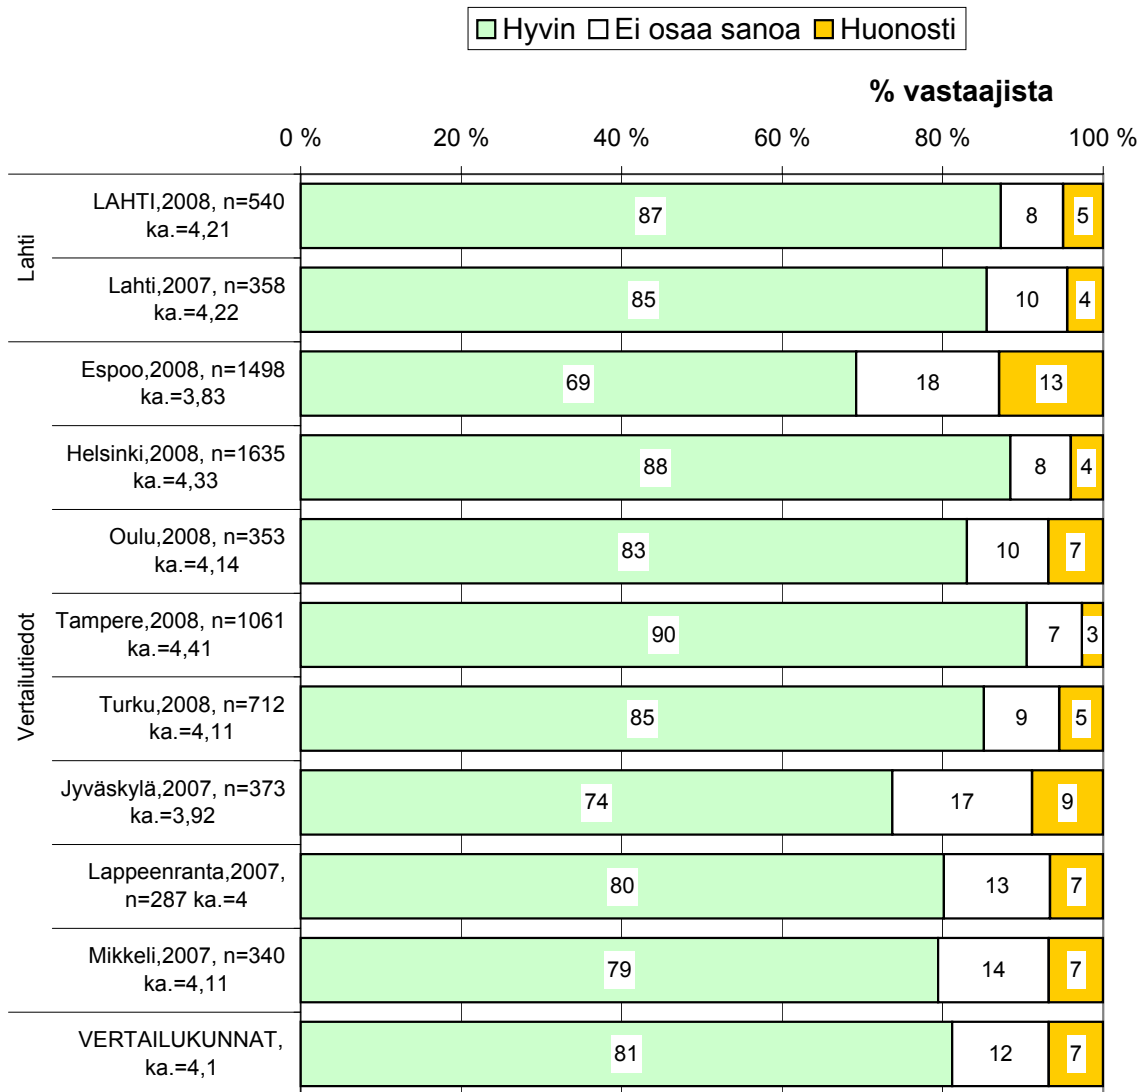 Hyvin Ei osaa sanoa Huonosti
% vastaajista
0 % 20 % 40 % 60 % 80 % 100 %
Lahti
LAHTI,2008, n=540
ka.=4,21
87 8 5
Lahti,2007, n=358
ka.=4,22
85 10 4
Vertailutiedot
Espoo,2008, n=1498
ka.=3,83
69 18 13
Helsinki,2008, n=1635
ka.=4,33
88 8 4
Oulu,2008, n=353
ka.=4,14
83 10 7
Tampere,2008, n=1061
ka.=4,41
90 7 3
Turku,2008, n=712
ka.=4,11
85 9 5
Jyväskylä,2007, n=373
ka.=3,92
74 17 9
Lappeenranta,2007,
n=287 ka.=4
80 13 7
Mikkeli,2007, n=340
ka.=4,11
79 14 7
VERTAILUKUNNAT,
ka.=4,1
81 12 7